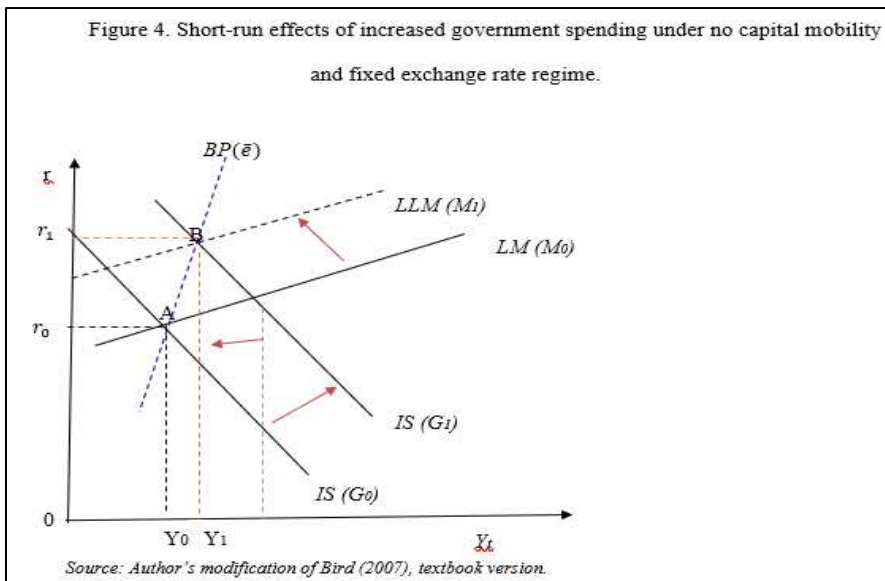 Figure 4. Short-run effects of increased government spending under no capital mobility
and fixed exchange rate regime.
BP(ē)
r
LLM (M₁)
r₁
B
LM (M₀)
A
r₀
IS (G₁)
IS (G₀)
0
Y₀ Y₁
Yₜ
Source: Author's modification of Bird (2007), textbook version.